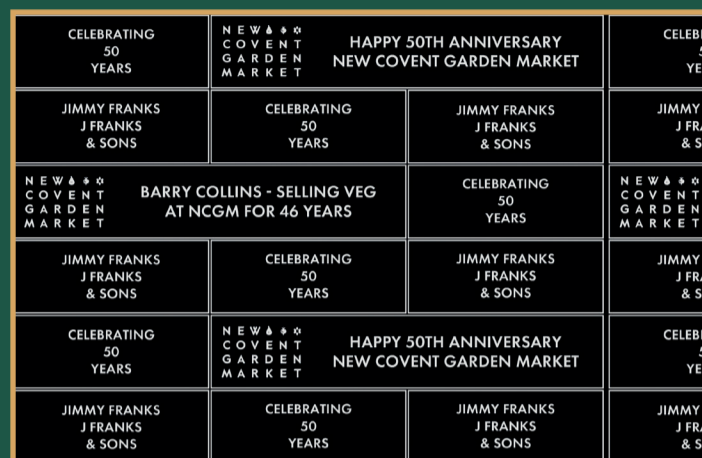 CELEBRATING
50
YEARS
NEW
COVENT
GARDEN
MARKET
HAPPY 50TH ANNIVERSARY
NEW COVENT GARDEN MARKET
JIMMY FRANKS
J FRANKS
& SONS
CELEBRATING
50
YEARS
JIMMY FRANKS
J FRANKS
& SONS
JIMMY
NEW
COVENT
GARDEN
MARKET
BARRY COLLINS - SELLING VEG
AT NCGM FOR 46 YEARS
CELEBRATING
50
YEARS
NEW
COVENT
GARDEN
MARKET
JIMMY FRANKS
J FRANKS
& SONS
CELEBRATING
50
YEARS
JIMMY FRANKS
J FRANKS
& SONS
JIMMY
CELEBRATING
50
YEARS
NEW
COVENT
GARDEN
MARKET
HAPPY 50TH ANNIVERSARY
NEW COVENT GARDEN MARKET
JIMMY FRANKS
J FRANKS
& SONS
CELEBRATING
50
YEARS
JIMMY FRANKS
J FRANKS
& SONS
JIMMY